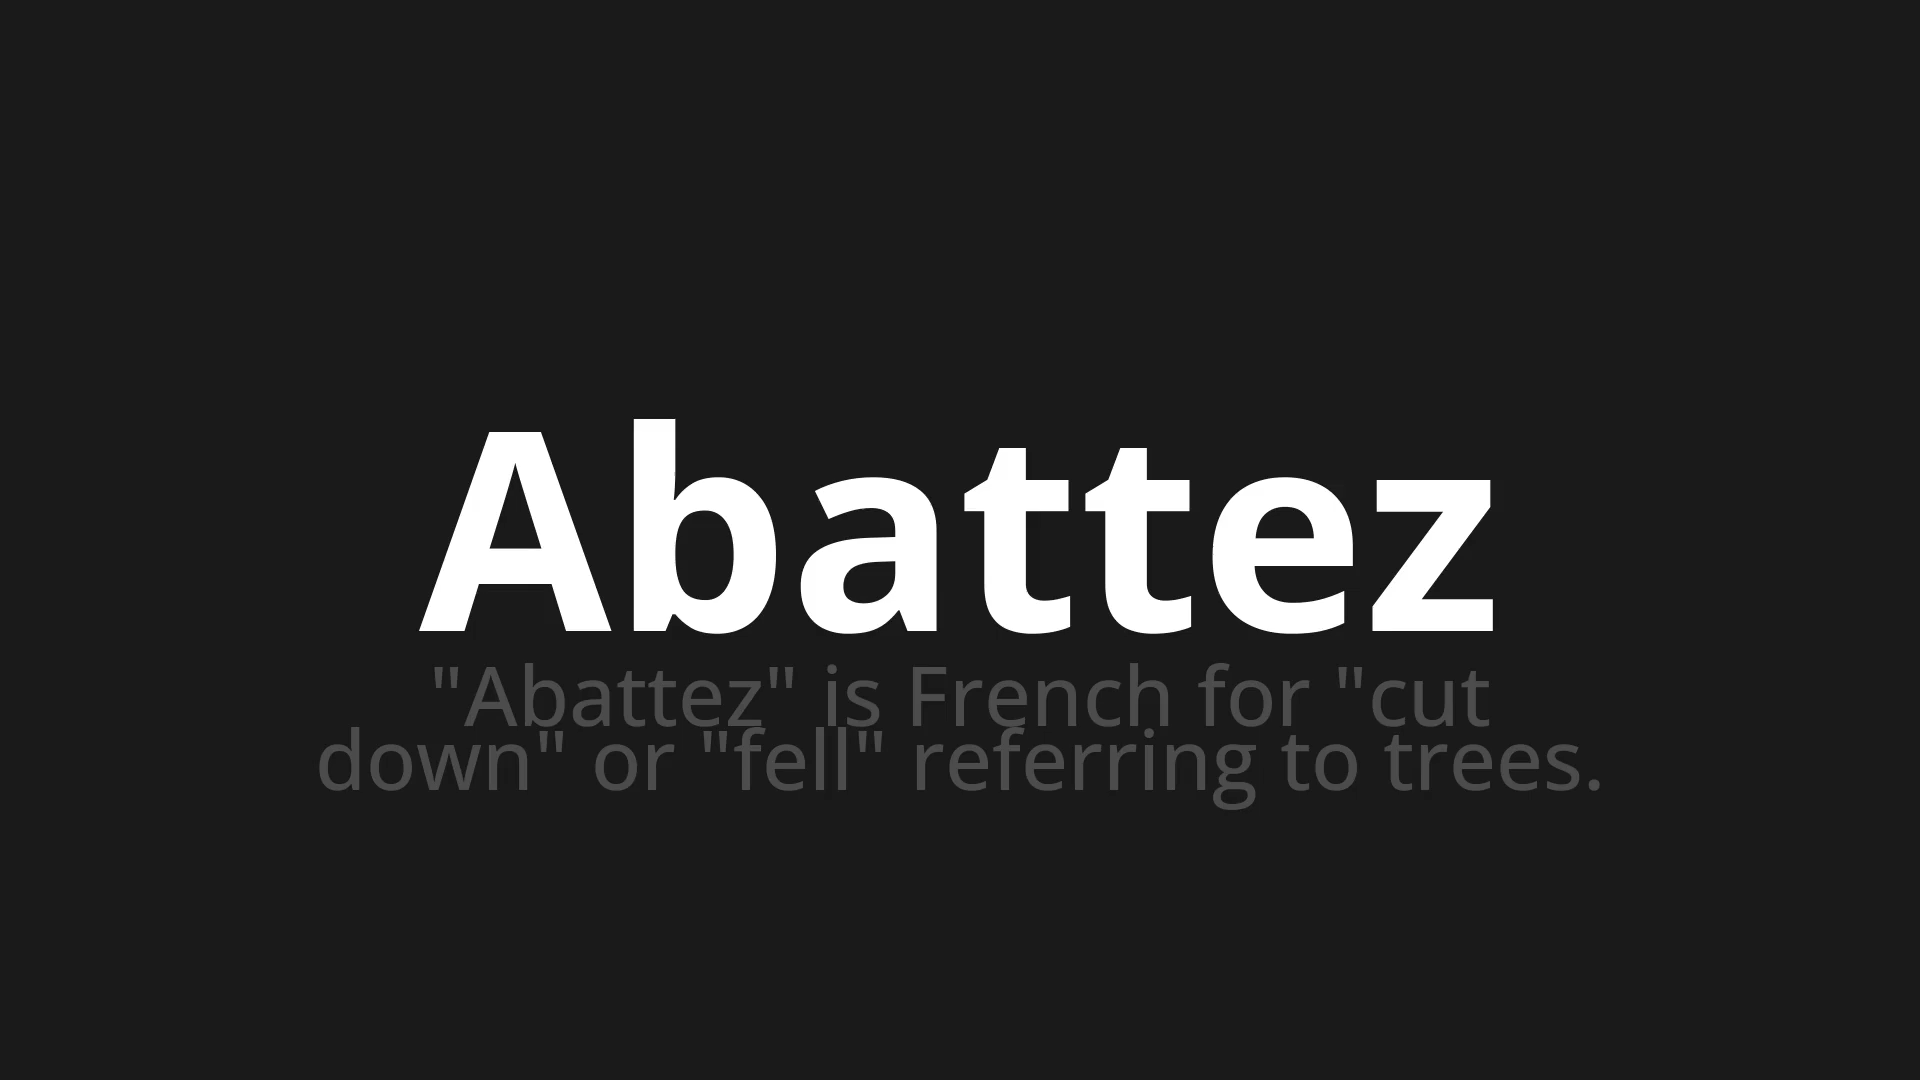 Abattez
"Abattez" is French for "cut
down" or "fell" referring to trees.